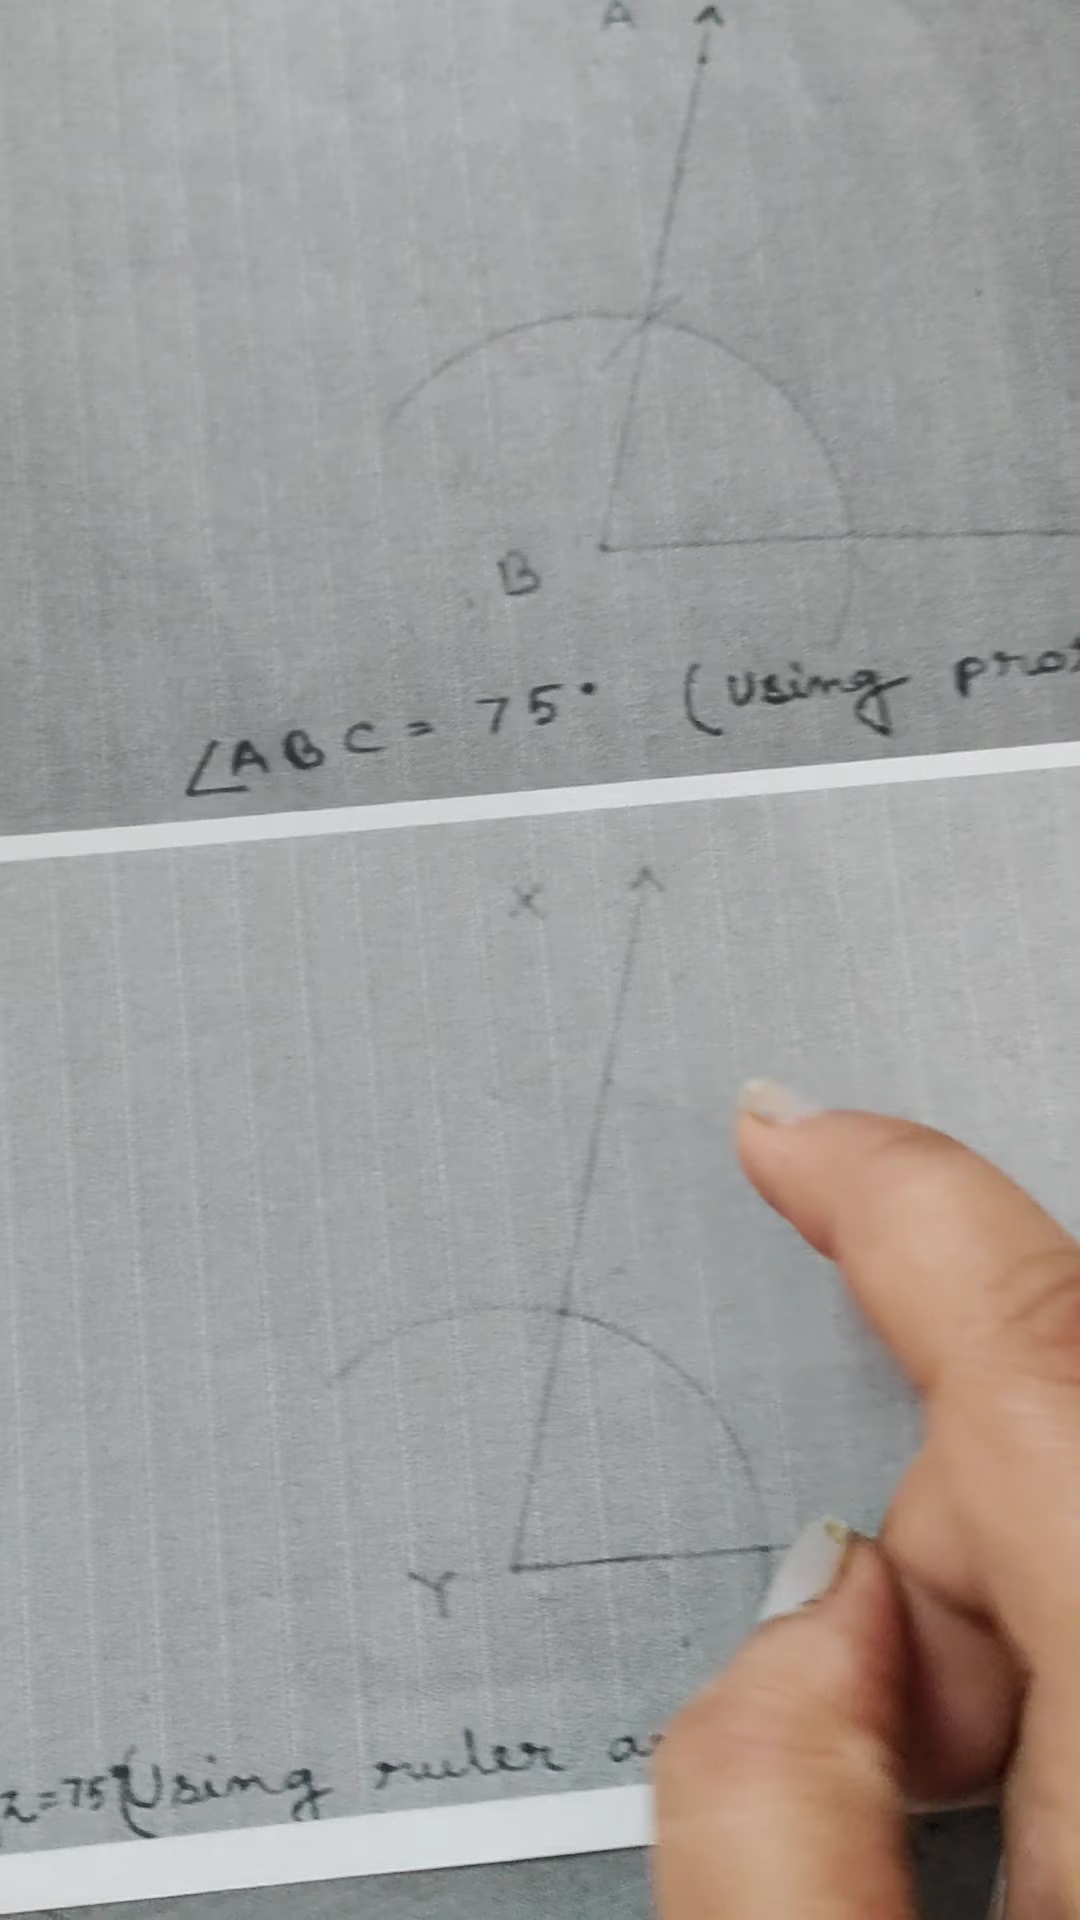 A
B
∠ABC = 75° (Using
X
Y
z=75° (Using ruler